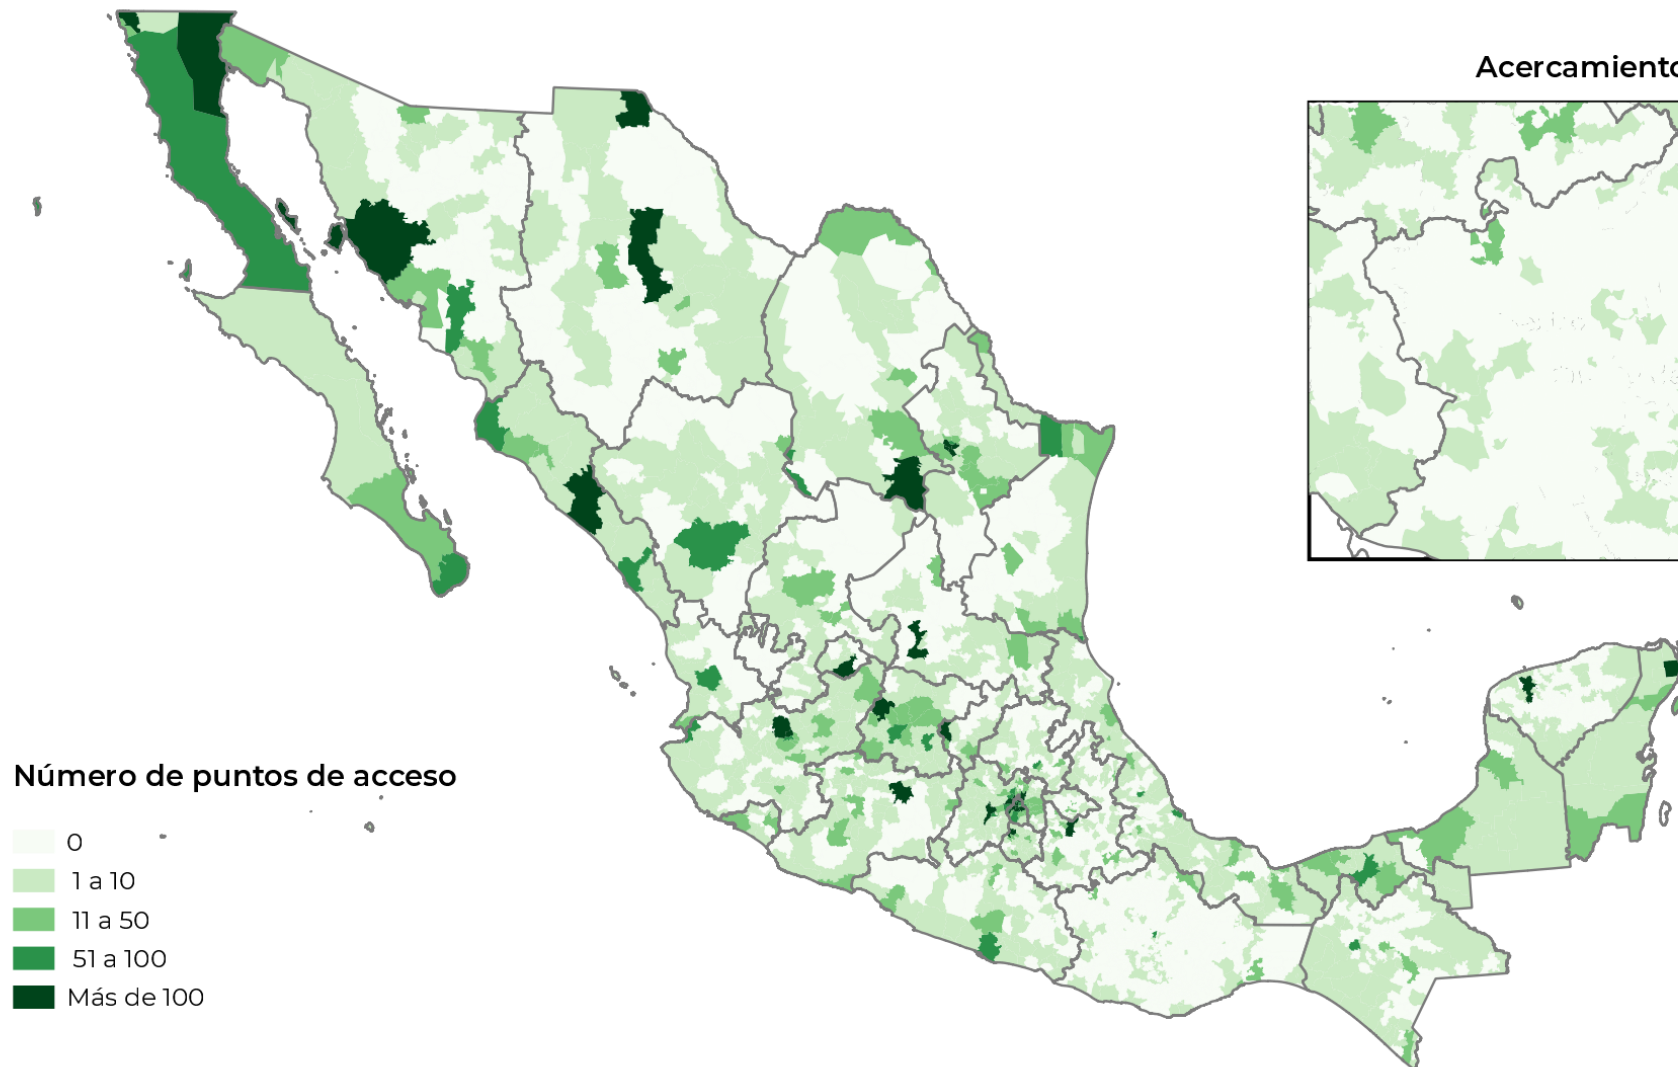 Acercamiento
Número de puntos de acceso
0
1 a 10
11 a 50
51 a 100
Más de 100